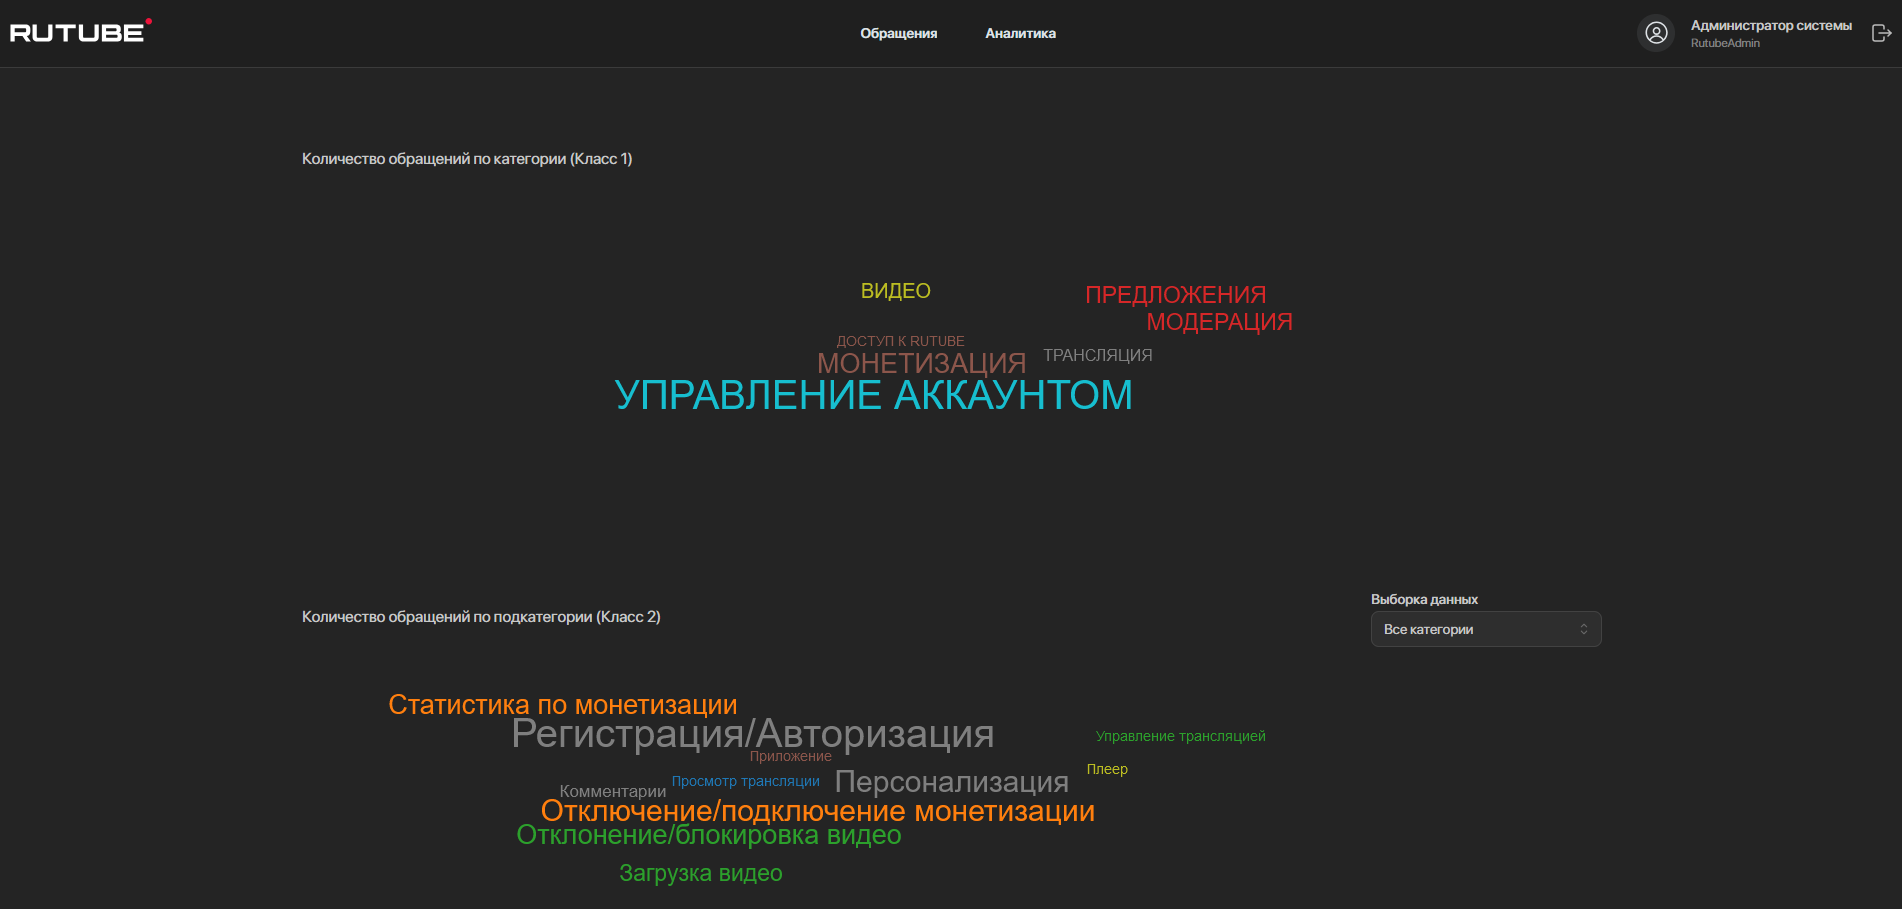 RUTUBE
Обращения
Аналитика
Администратор системы
RutubeAdmin
Количество обращений по категории (Класс 1)
ВИДЕО
ПРЕДЛОЖЕНИЯ
МОДЕРАЦИЯ
ДОСТУП К RUTUBE
ТРАНСЛЯЦИЯ
МОНЕТИЗАЦИЯ
УПРАВЛЕНИЕ АККАУНТОМ
Количество обращений по подкатегории (Класс 2)
Выборка данных
Все категории
Статистика по монетизации
Регистрация/Авторизация
Управление трансляцией
Приложение
Плеер
Просмотр трансляции
Персонализация
Комментарии
Отключение/подключение монетизации
Отклонение/блокировка видео
Загрузка видео